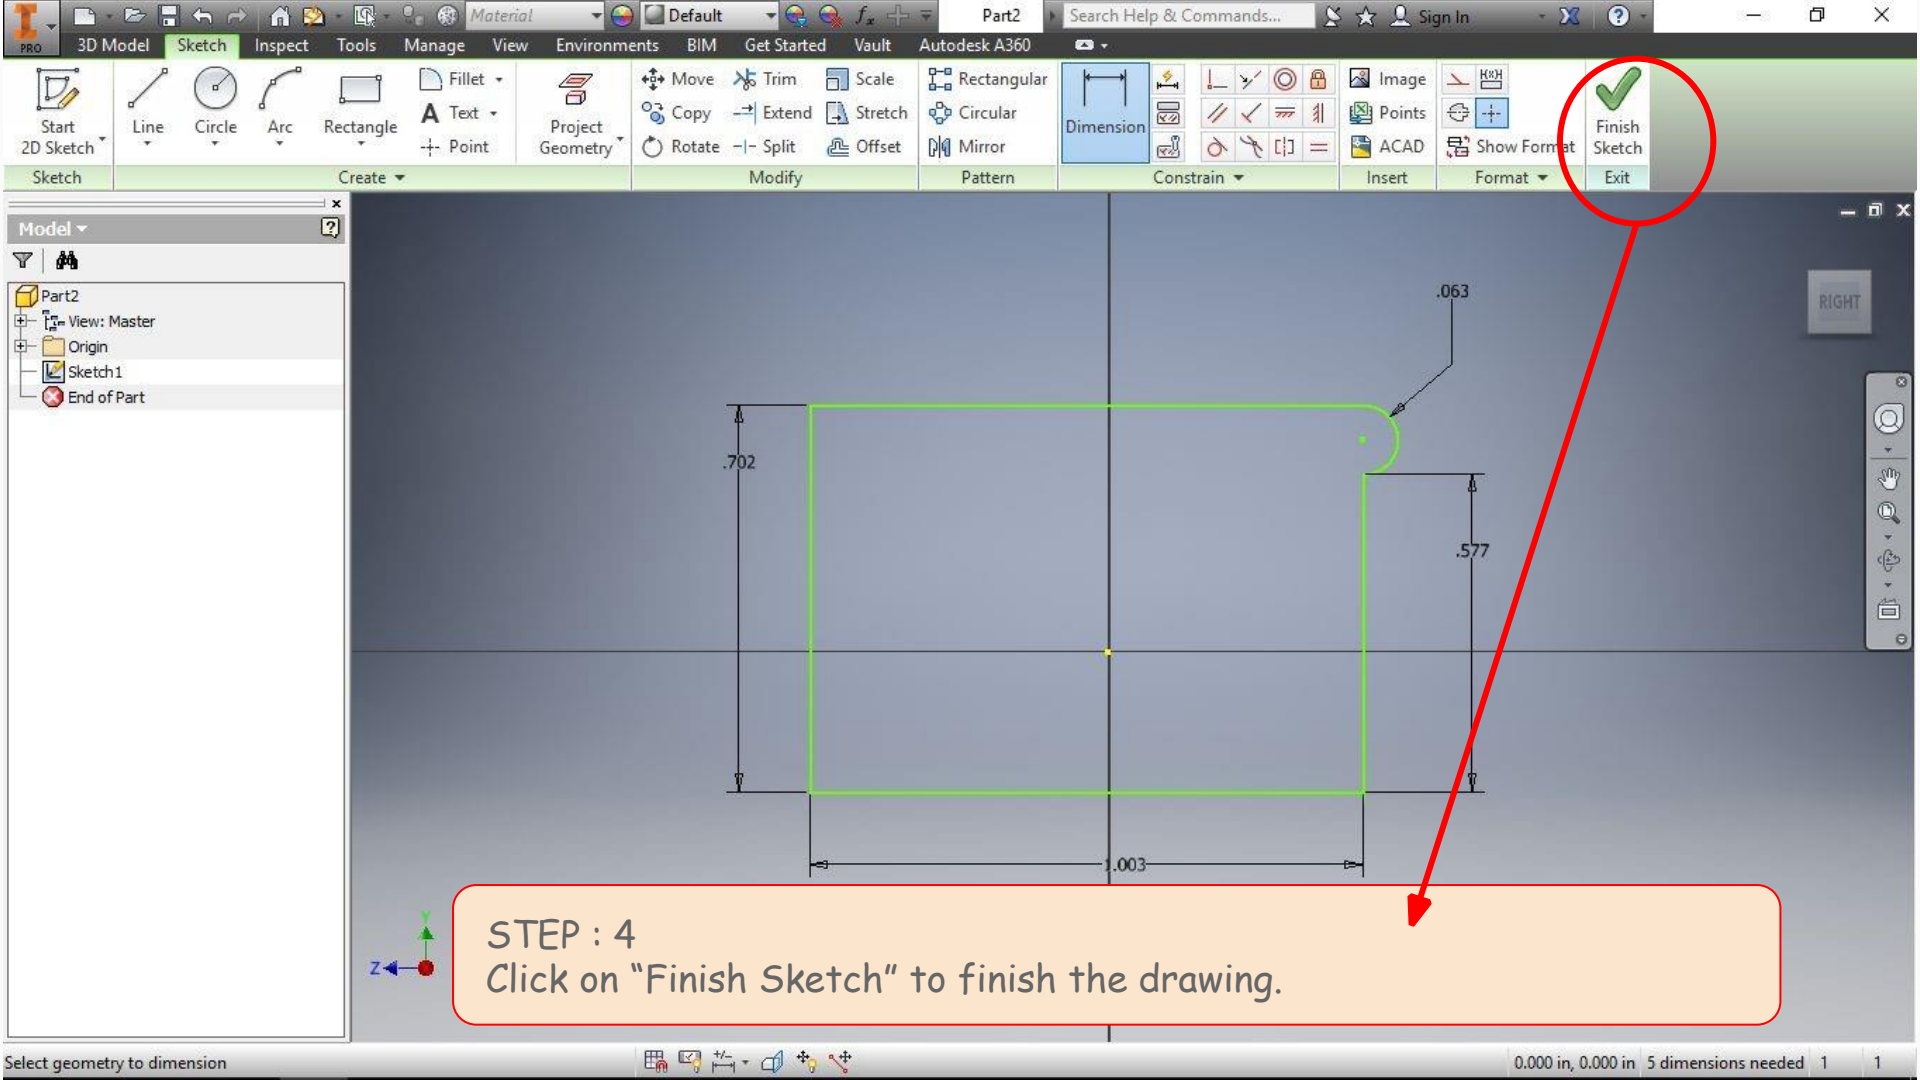 Material Default fx Part2 Search Help & Commands... Sign In
PRO 3D Model Sketch Inspect Tools Manage View Environments BIM Get Started Vault Autodesk A360
Start 2D Sketch
Line
Circle
Arc
Rectangle
Fillet
A Text
Point
Project Geometry
Move
Copy
Rotate
Trim
Extend
Split
Scale
Stretch
Offset
Rectangular
Circular
Mirror
Dimension
Image
Points
ACAD
Show Format
Finish Sketch
Sketch Create Modify Pattern Constrain Insert Format Exit
Model
Part2
View: Master
Origin
Sketch1
End of Part
RIGHT
.063
.702
.577
1.003
Y
Z
STEP : 4
Click on “Finish Sketch” to finish the drawing.
Select geometry to dimension
0.000 in, 0.000 in 5 dimensions needed 1 1